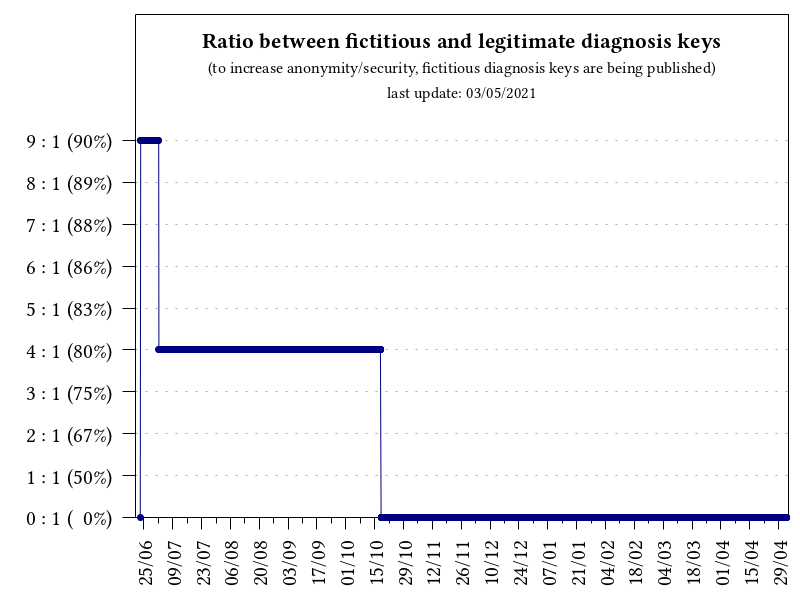 Ratio between fictitious and legitimate diagnosis keys
(to increase anonymity/security, fictitious diagnosis keys are being published)
last update: 03/05/2021
9 : 1 (90%)
8 : 1 (89%)
7 : 1 (88%)
6 : 1 (86%)
5 : 1 (83%)
4 : 1 (80%)
3 : 1 (75%)
2 : 1 (67%)
1 : 1 (50%)
0 : 1 (  0%)
25/06
09/07
23/07
06/08
20/08
03/09
17/09
01/10
15/10
29/10
12/11
26/11
10/12
24/12
07/01
21/01
04/02
18/02
04/03
18/03
01/04
15/04
29/04